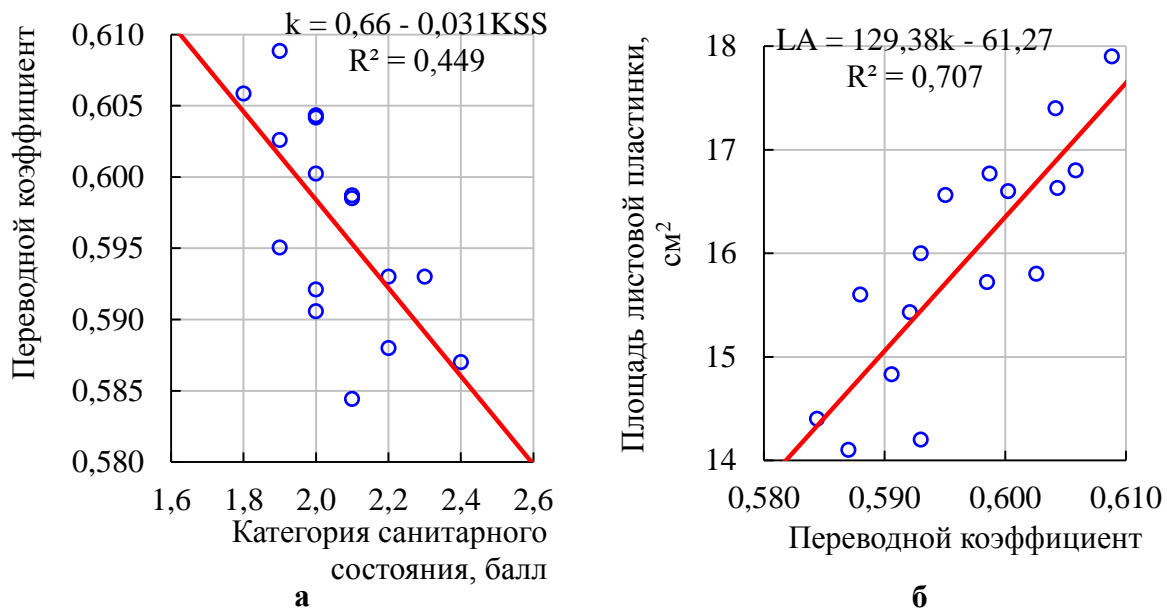 Переводной коэффициент
k = 0,66 - 0,031KSS
R² = 0,449
0,610
0,605
0,600
0,595
0,590
0,585
0,580
1,6 1,8 2,0 2,2 2,4 2,6
Категория санитарного
состояния, балл
а
Площадь листовой пластинки,
см²
LA = 129,38k - 61,27
R² = 0,707
18
17
16
15
14
0,580 0,590 0,600 0,610
Переводной коэффициент
б